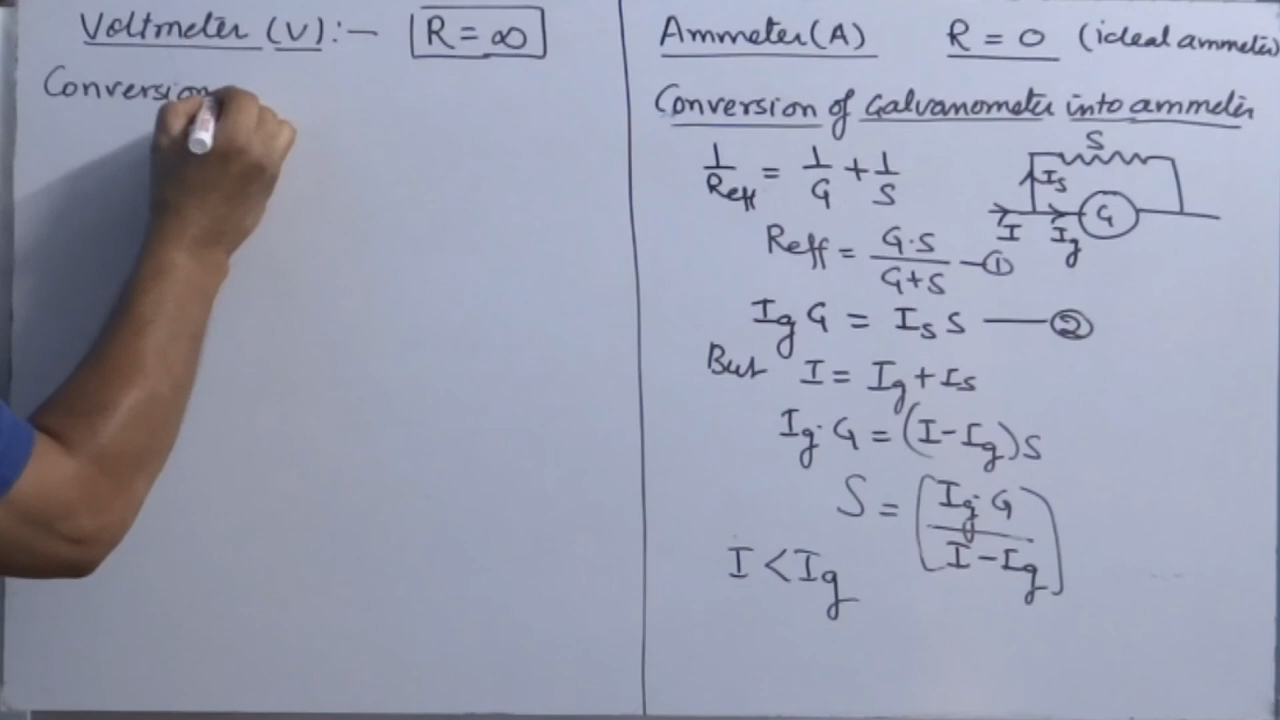 Voltmeter (V):- R = ∞
Conversion
Ammeter (A) R = 0 (ideal ammeter)
Conversion of Galvanometer into ammeter
1/Reff = 1/G + 1/S
Reff = G·S/G+S —①
Ig G = Is S —②
But I = Ig + Is
Ig·G = (I-Ig)S
S = (Ig·G/I-Ig)
I < Ig
S
Is
G
I Ig